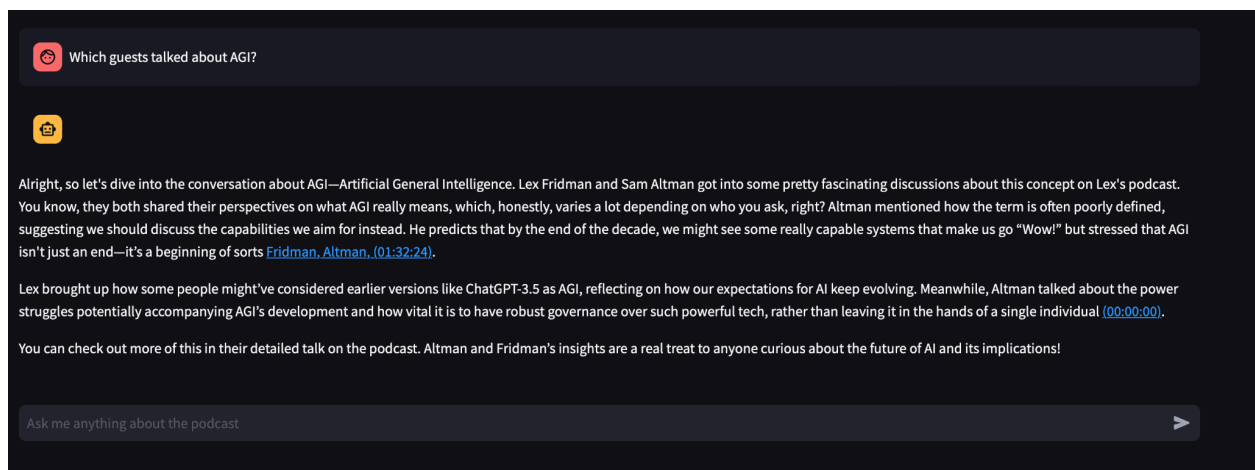 Which guests talked about AGI?
Alright, so let's dive into the conversation about AGI—Artificial General Intelligence. Lex Fridman and Sam Altman got into some pretty fascinating discussions about this concept on Lex's podcast.
You know, they both shared their perspectives on what AGI really means, which, honestly, varies a lot depending on who you ask, right? Altman mentioned how the term is often poorly defined,
suggesting we should discuss the capabilities we aim for instead. He predicts that by the end of the decade, we might see some really capable systems that make us go “Wow!” but stressed that AGI
isn't just an end—it’s a beginning of sorts Fridman, Altman, (01:32:24).
Lex brought up how some people might’ve considered earlier versions like ChatGPT-3.5 as AGI, reflecting on how our expectations for AI keep evolving. Meanwhile, Altman talked about the power
struggles potentially accompanying AGI’s development and how vital it is to have robust governance over such powerful tech, rather than leaving it in the hands of a single individual (00:00:00).
You can check out more of this in their detailed talk on the podcast. Altman and Fridman’s insights are a real treat to anyone curious about the future of AI and its implications!
Ask me anything about the podcast